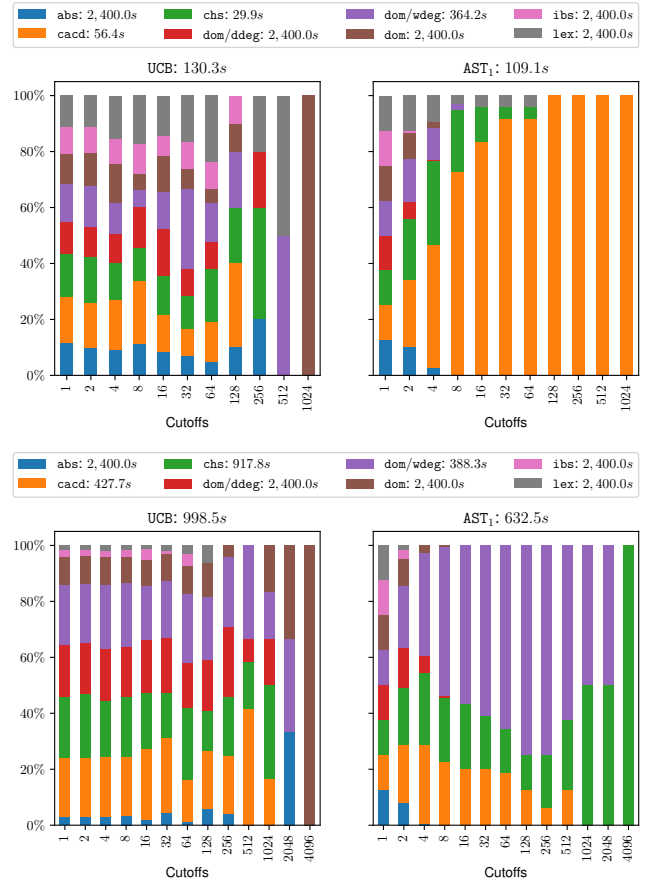 abs: 2,400.0s chs: 29.9s dom/wdeg: 364.2s ibs: 2,400.0s
cacd: 56.4s dom/ddeg: 2,400.0s dom: 2,400.0s lex: 2,400.0s
UCB: 130.3s AST1: 109.1s
100%
80%
60%
40%
20%
0%
1 2 4 8 16 32 64 128 256 512 1024 1 2 4 8 16 32 64 128 256 512 1024
Cutoffs Cutoffs
abs: 2,400.0s chs: 917.8s dom/wdeg: 388.3s ibs: 2,400.0s
cacd: 427.7s dom/ddeg: 2,400.0s dom: 2,400.0s lex: 2,400.0s
UCB: 998.5s AST1: 632.5s
100%
80%
60%
40%
20%
0%
1 2 4 8 16 32 64 128 256 512 1024 2048 4096 1 2 4 8 16 32 64 128 256 512 1024 2048 4096
Cutoffs Cutoffs